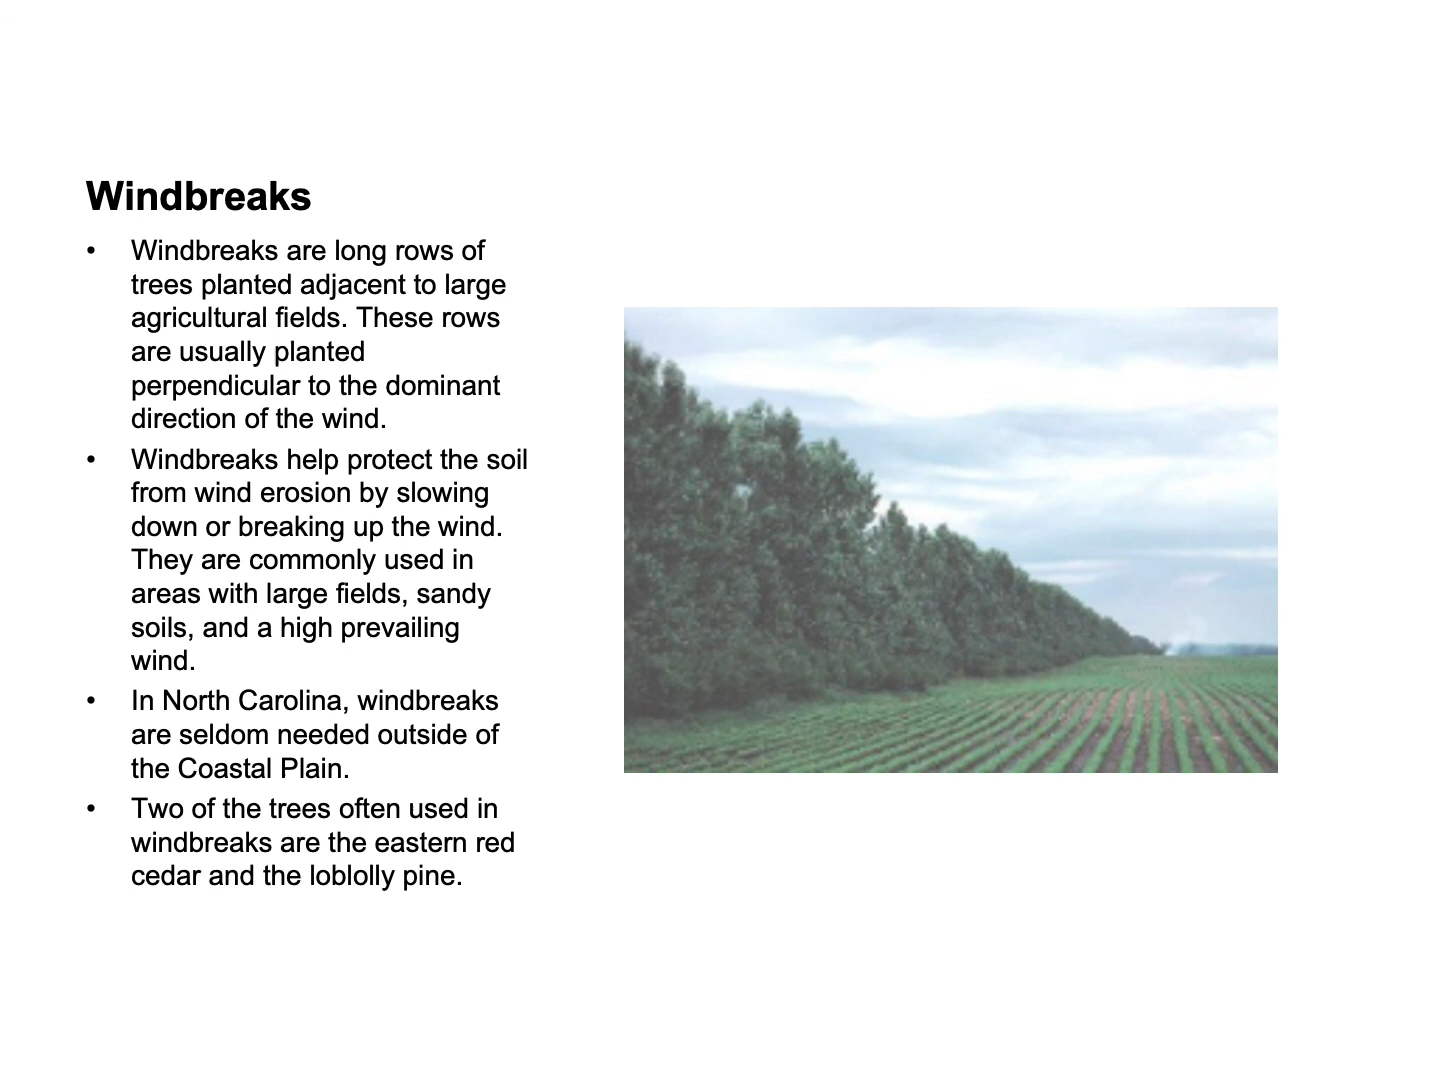 Windbreaks
• Windbreaks are long rows of
trees planted adjacent to large
agricultural fields. These rows
are usually planted
perpendicular to the dominant
direction of the wind.
• Windbreaks help protect the soil
from wind erosion by slowing
down or breaking up the wind.
They are commonly used in
areas with large fields, sandy
soils, and a high prevailing
wind.
• In North Carolina, windbreaks
are seldom needed outside of
the Coastal Plain.
• Two of the trees often used in
windbreaks are the eastern red
cedar and the loblolly pine.